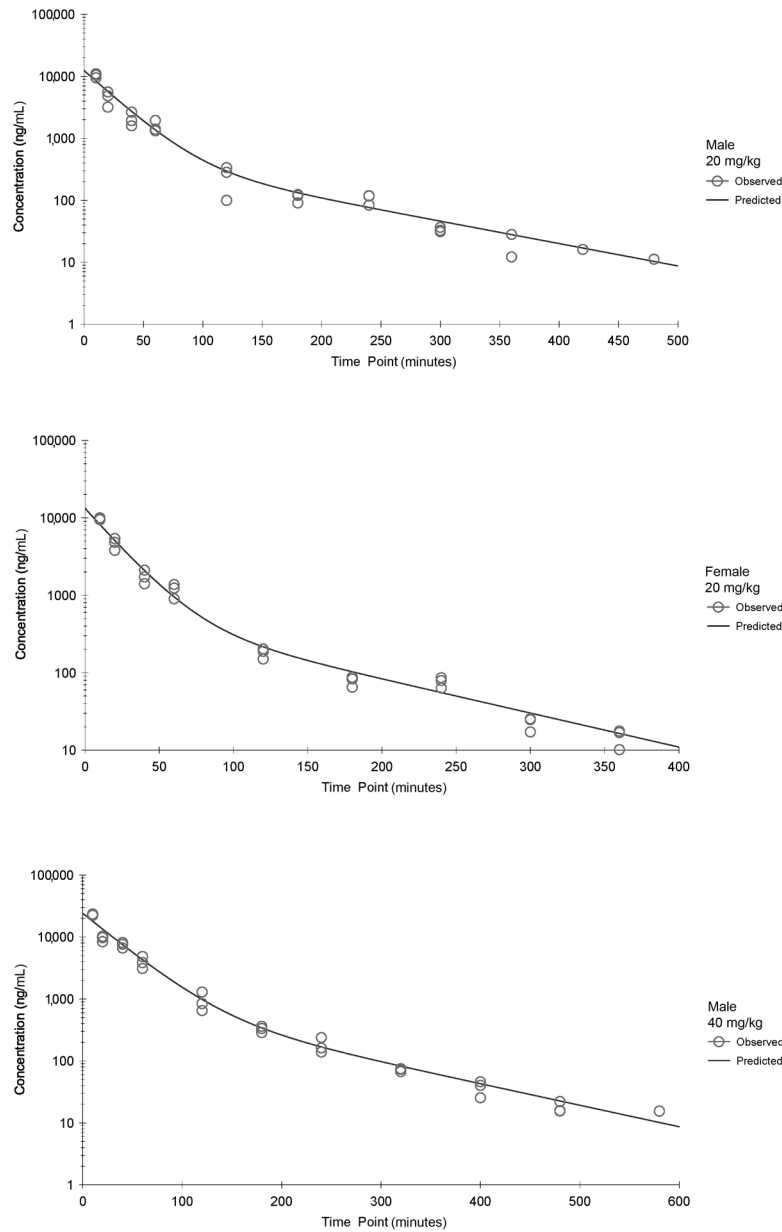 100,000
10,000
1,000
100
10
1
Concentration (ng/mL)
0 50 100 150 200 250 300 350 400 450 500
Time Point (minutes)
Male
20 mg/kg
Observed
Predicted
100,000
10,000
1000
100
10
Concentration (ng/mL)
0 50 100 150 200 250 300 350 400
Time Point (minutes)
Female
20 mg/kg
Observed
Predicted
100,000
10,000
1,000
100
10
1
Concentration (ng/mL)
0 100 200 300 400 500 600
Time Point (minutes)
Male
40 mg/kg
Observed
Predicted